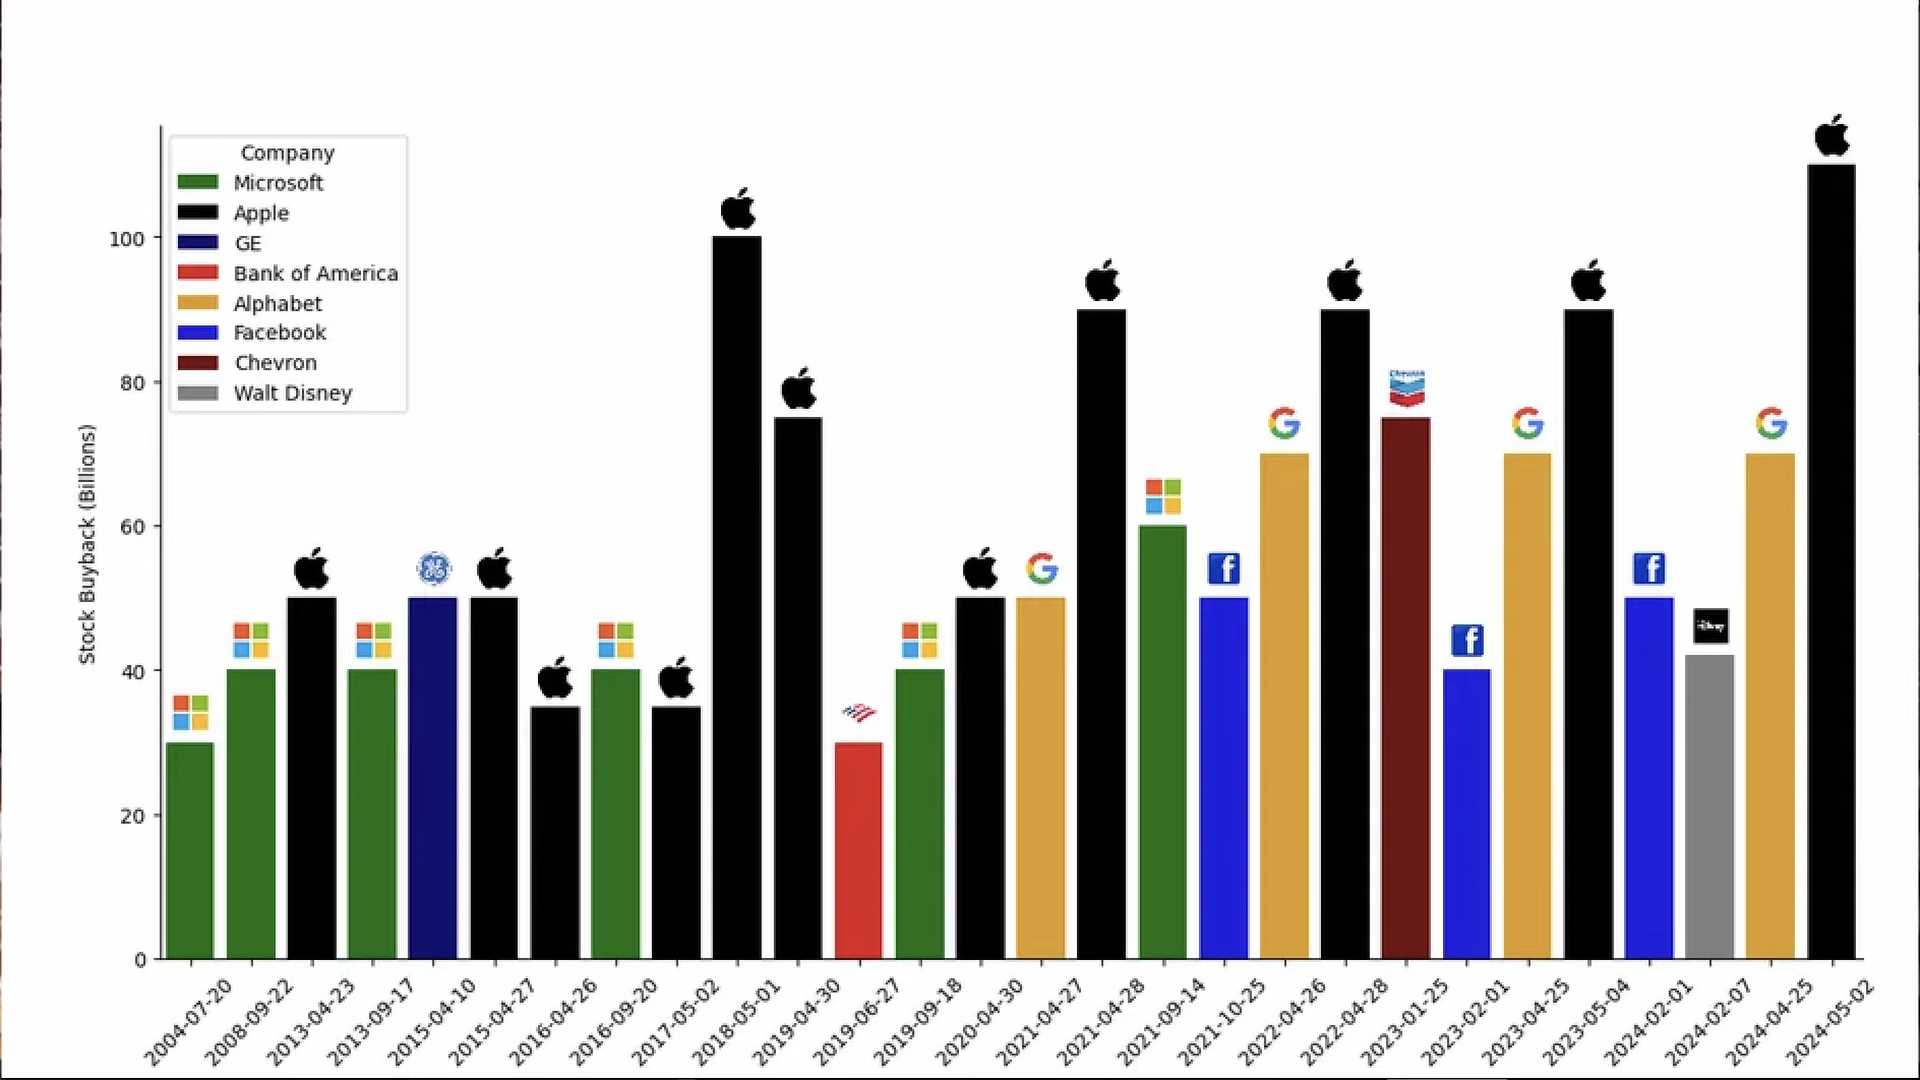 Company
Microsoft
Apple
GE
Bank of America
Alphabet
Facebook
Chevron
Walt Disney
Stock Buyback (Billions)
100
80
60
40
20
0
Chevron
Disney
2004-07-20
2008-09-22
2013-04-23
2013-09-17
2015-04-10
2015-04-27
2016-04-26
2016-09-20
2017-05-02
2018-05-01
2019-04-30
2019-06-27
2019-09-18
2020-04-30
2021-04-27
2021-04-28
2021-09-14
2021-10-25
2022-04-26
2022-04-28
2023-01-25
2023-02-01
2023-04-25
2023-05-04
2024-02-01
2024-02-07
2024-04-25
2024-05-02